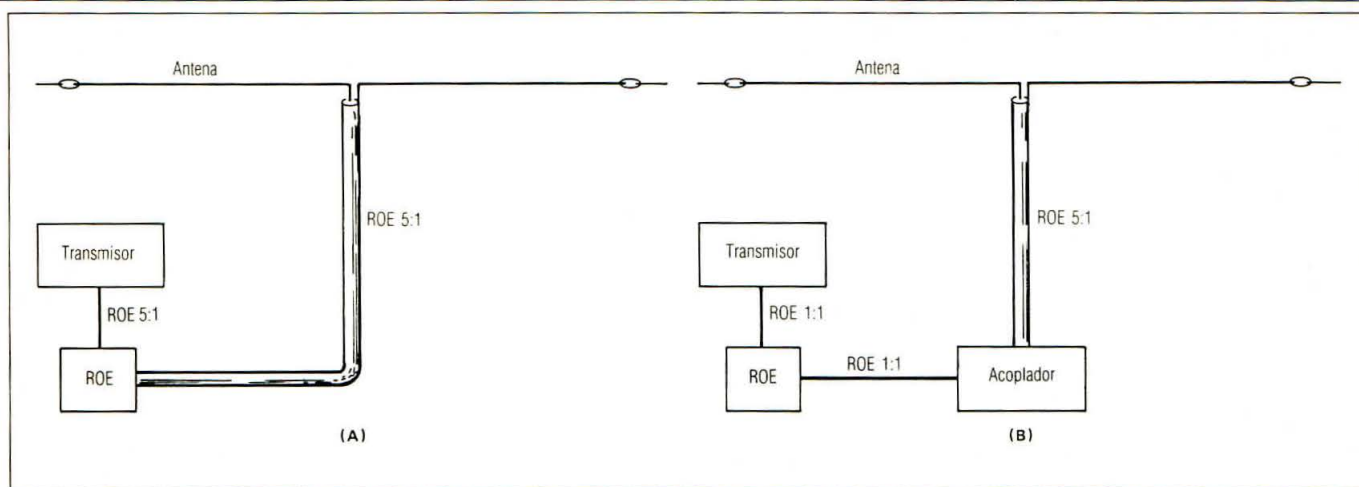 Antena
ROE 5:1
Transmisor
ROE 5:1
ROE
(A)
Antena
ROE 5:1
Transmisor
ROE 1:1
ROE 1:1
ROE
Acoplador
(B)